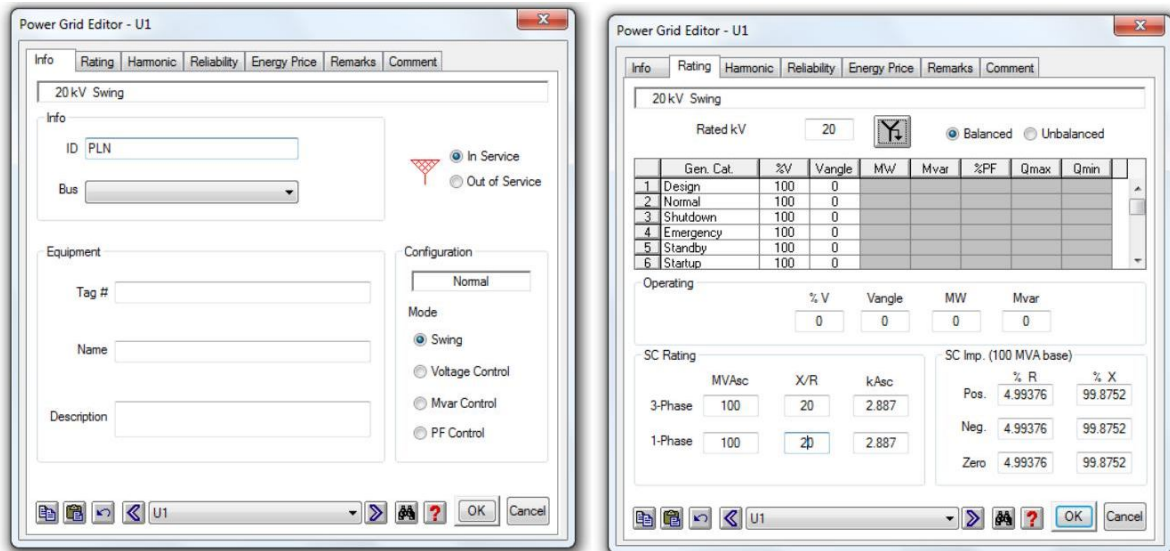 Power Grid Editor - U1
Info Rating Harmonic Reliability Energy Price Remarks Comment
20 kV Swing
Info
ID PLN
Bus
In Service
Out of Service
Equipment
Tag #
Name
Description
Configuration
Normal
Mode
Swing
Voltage Control
Mvar Control
PF Control
U1 ? OK Cancel
Power Grid Editor - U1
Info Rating Harmonic Reliability Energy Price Remarks Comment
20 kV Swing
Rated kV 20 Balanced Unbalanced
Gen. Cat. %V Vangle MW Mvar %PF Qmax Qmin
1 Design 100 0
2 Normal 100 0
3 Shutdown 100 0
4 Emergency 100 0
5 Standby 100 0
6 Startup 100 0
Operating
% V Vangle MW Mvar
0 0 0 0
SC Rating
MVAsc X/R kAsc
3-Phase 100 20 2.887
1-Phase 100 20 2.887
SC Imp. (100 MVA base)
% R % X
Pos. 4.99376 99.8752
Neg. 4.99376 99.8752
Zero 4.99376 99.8752
U1 ? OK Cancel